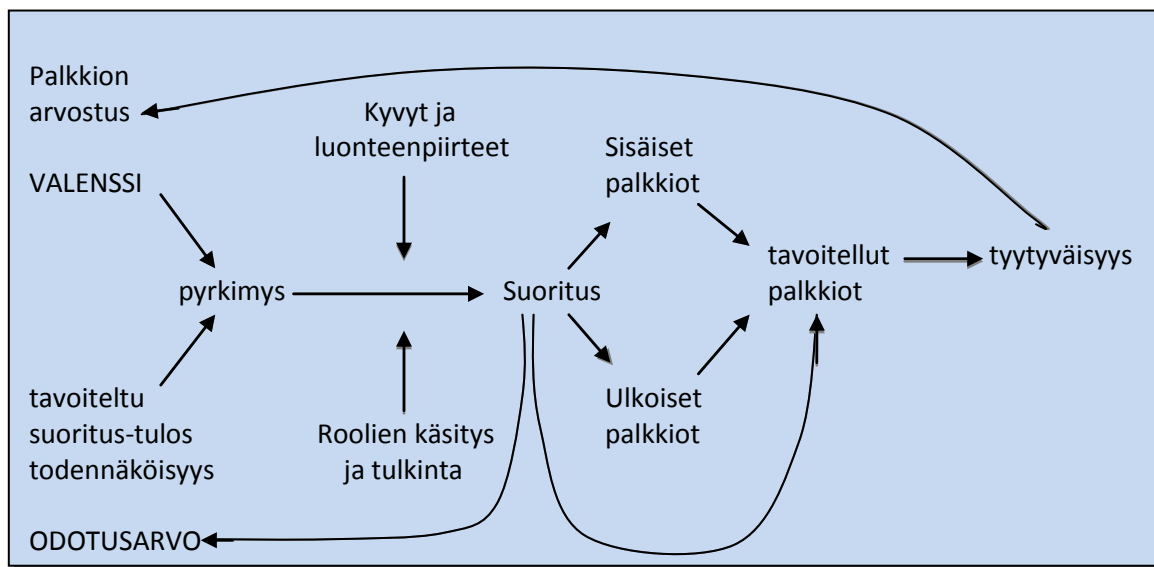 Palkkion
arvostus
VALENSSI
pyrkimys
tavoiteltu
suoritus-tulos
todennäköisyys
ODOTUSARVO
Kyvyt ja
luonteenpiirteet
Roolien käsitys
ja tulkinta
Suoritus
Sisäiset
palkkiot
Ulkoiset
palkkiot
tavoitellut
palkkiot
tyytyväisyys